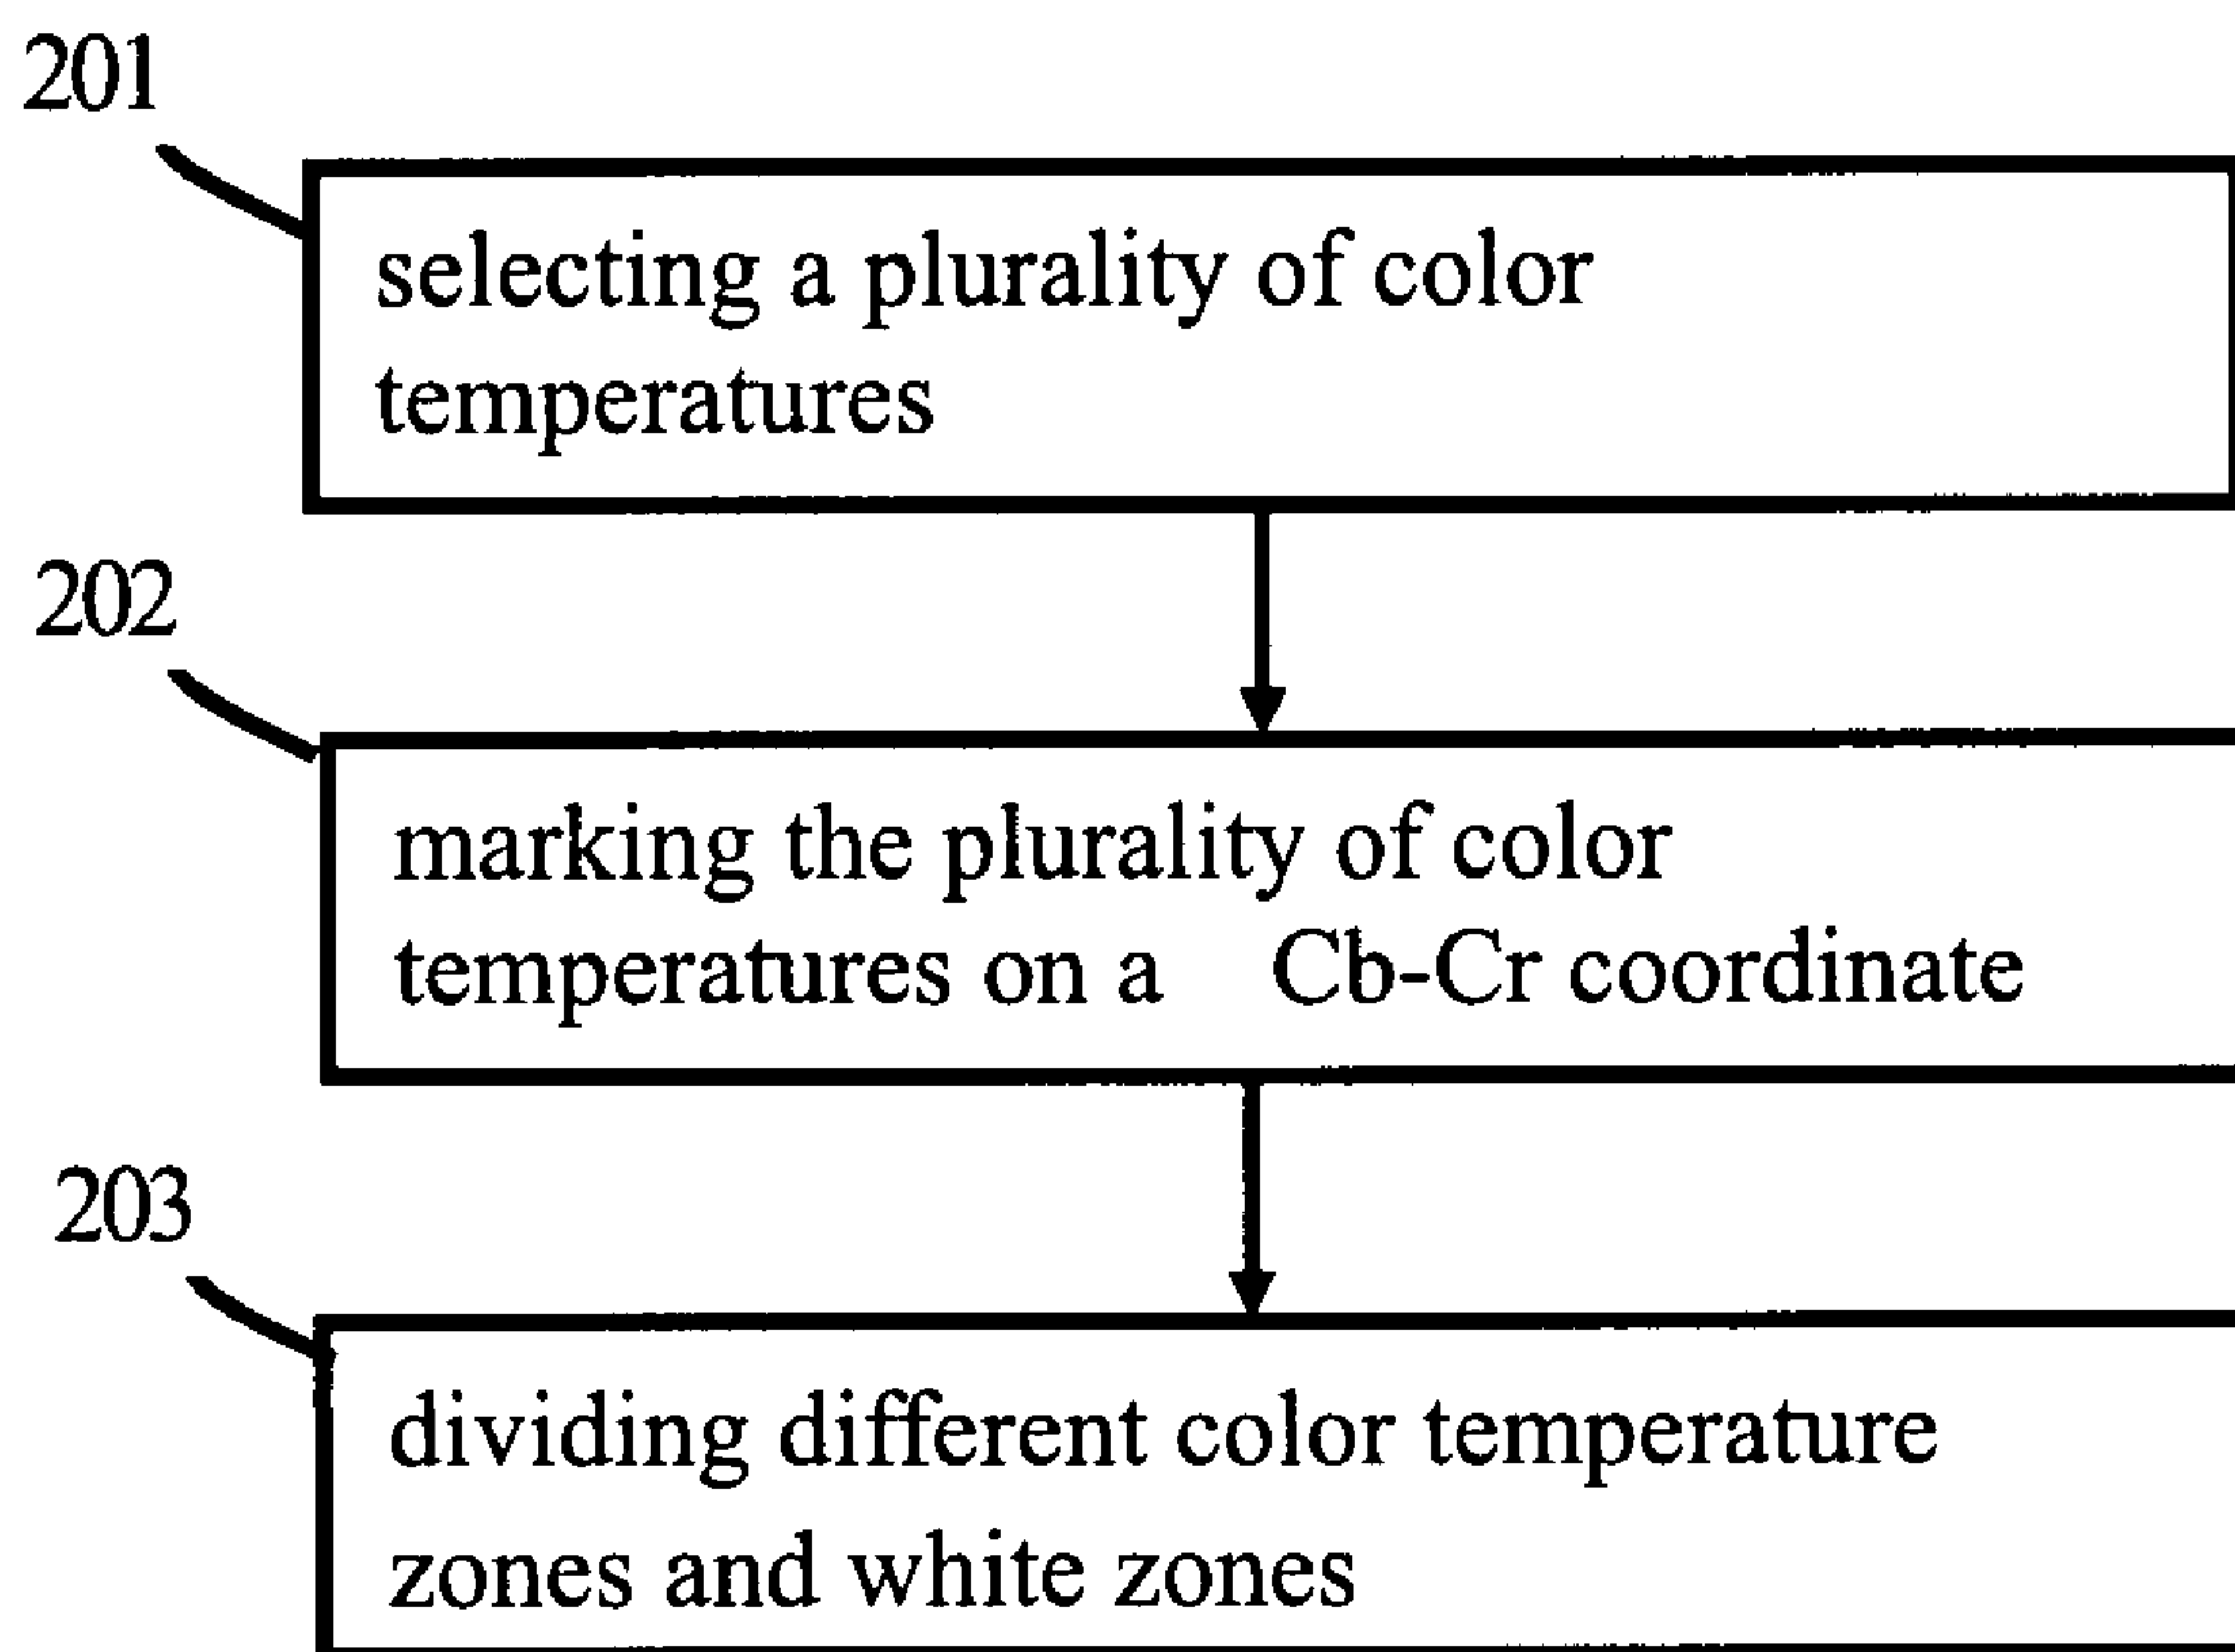 201
selecting a plurality of color
temperatures
202
marking the plurality of color
temperatures on a Cb-Cr coordinate
203
dividing different color temperature
zones and white zones